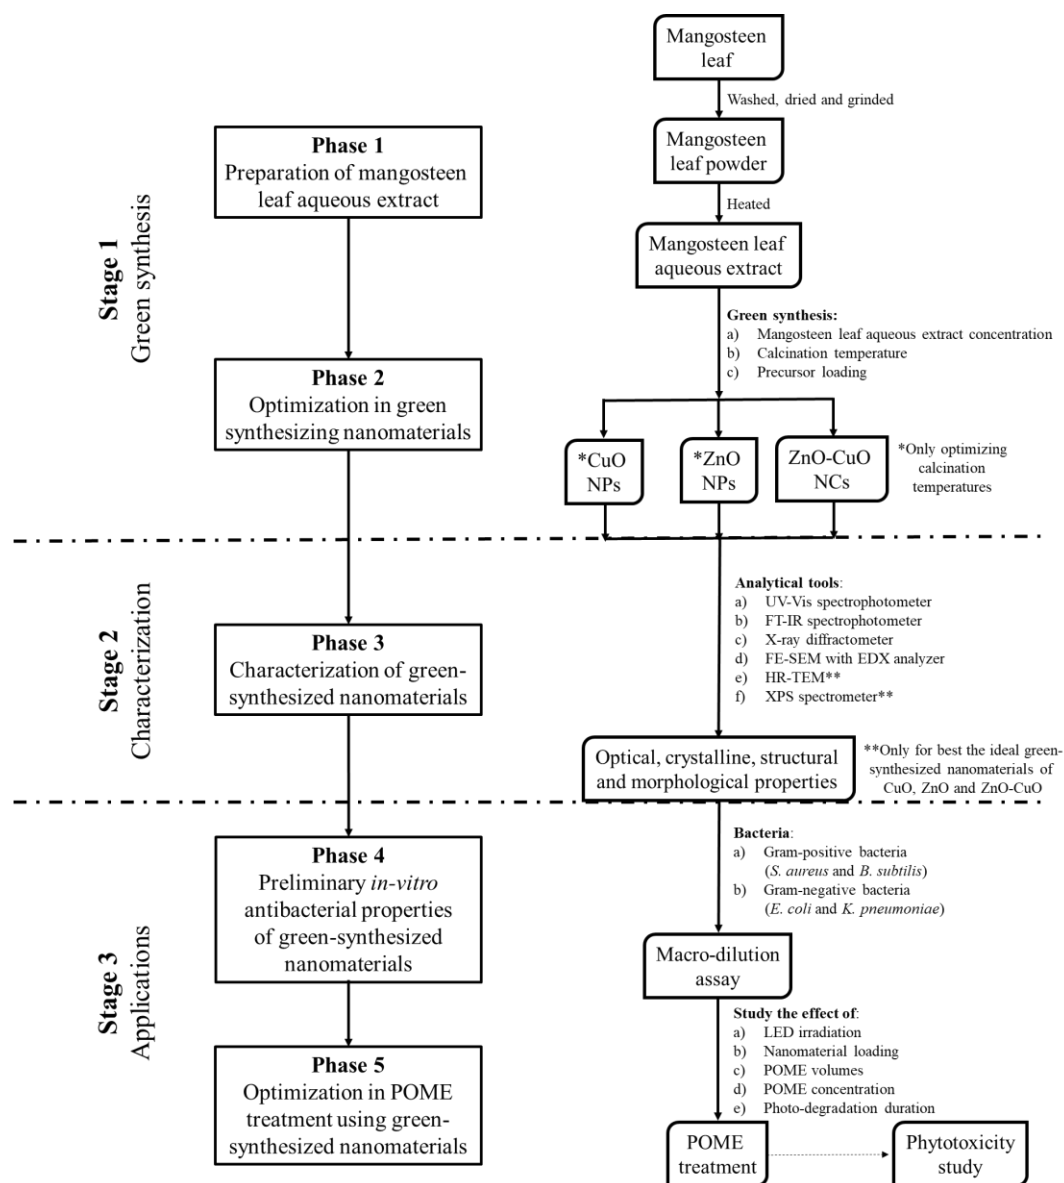 Stage 1
Green synthesis
Phase 1
Preparation of mangosteen
leaf aqueous extract
Phase 2
Optimization in green
synthesizing nanomaterials
Mangosteen
leaf
Washed, dried and grinded
Mangosteen
leaf powder
Heated
Mangosteen leaf
aqueous extract
Green synthesis:
a) Mangosteen leaf aqueous extract concentration
b) Calcination temperature
c) Precursor loading
*CuO
NPs
*ZnO
NPs
ZnO-CuO
NCs
*Only optimizing
calcination
temperatures
Stage 2
Characterization
Phase 3
Characterization of green-
synthesized nanomaterials
Analytical tools:
a) UV-Vis spectrophotometer
b) FT-IR spectrophotometer
c) X-ray diffractometer
d) FE-SEM with EDX analyzer
e) HR-TEM**
f) XPS spectrometer**
Optical, crystalline, structural
and morphological properties
**Only for best the ideal green-
synthesized nanomaterials of
CuO, ZnO and ZnO-CuO
Stage 3
Applications
Phase 4
Preliminary in-vitro
antibacterial properties
of green-synthesized
nanomaterials
Phase 5
Optimization in POME
treatment using green-
synthesized nanomaterials
Bacteria:
a) Gram-positive bacteria
(S. aureus and B. subtilis)
b) Gram-negative bacteria
(E. coli and K. pneumoniae)
Macro-dilution
assay
Study the effect of:
a) LED irradiation
b) Nanomaterial loading
c) POME volumes
d) POME concentration
e) Photo-degradation duration
POME
treatment
Phytotoxicity
study